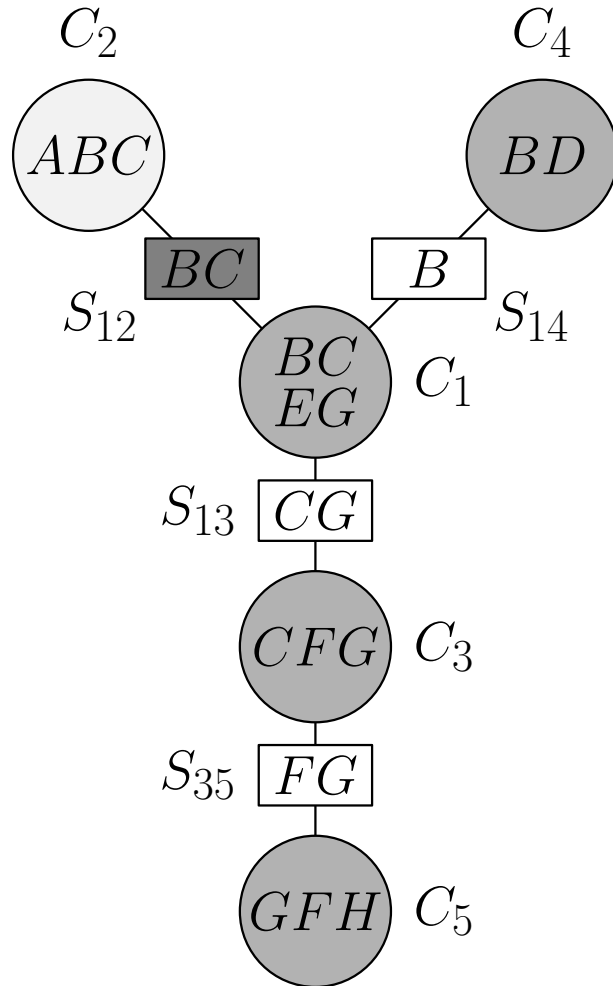 C₂
C₄
ABC
BD
BC
B
S₁₂
S₁₄
BC
EG
C₁
S₁₃
CG
CFG
C₃
S₃₅
FG
GFH
C₅